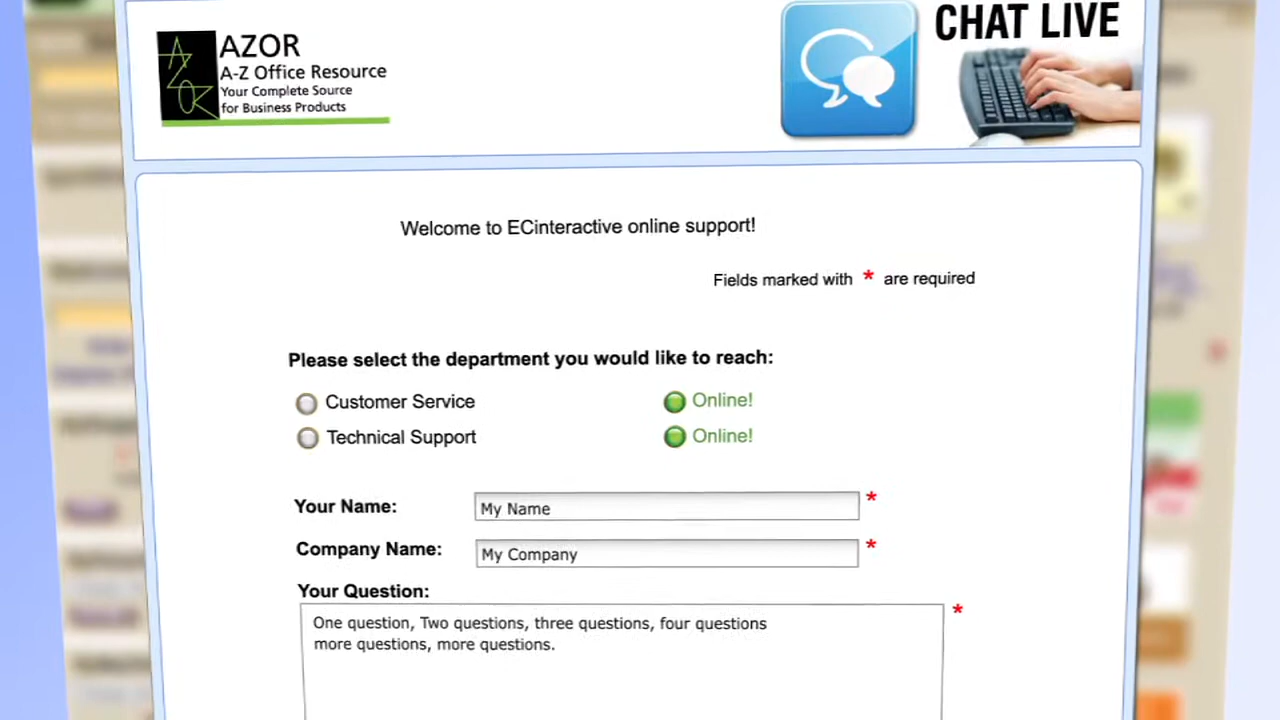 CHAT LIVE
AZOR
A-Z Office Resource
Your Complete Source
for Business Products
Welcome to ECinteractive online support!
Fields marked with * are required
Please select the department you would like to reach:
Customer Service Online!
Technical Support Online!
Your Name: My Name *
Company Name: My Company *
Your Question: *
One question, Two questions, three questions, four questions
more questions, more questions.